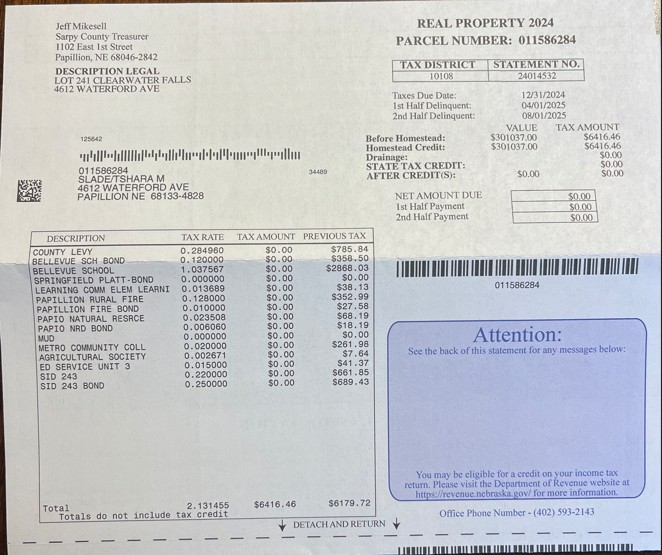 Jeff Mikesell
Sarpy County Treasurer
1102 East 1st Street
Papillion, NE 68046-2842
DESCRIPTION LEGAL
LOT 241 CLEARWATER FALLS
4612 WATERFORD AVE
REAL PROPERTY 2024
PARCEL NUMBER: 011586284
TAX DISTRICT STATEMENT NO.
10108 24014532
Taxes Due Date: 12/31/2024
1st Half Delinquent: 04/01/2025
2nd Half Delinquent: 08/01/2025
VALUE TAX AMOUNT
Before Homestead: $301037.00 $6416.46
Homestead Credit: $301037.00 $6416.46
Drainage: $0.00
STATE TAX CREDIT: $0.00
AFTER CREDIT(S): $0.00 $0.00
NET AMOUNT DUE $0.00
1st Half Payment $0.00
2nd Half Payment $0.00
125642
011586284 34489
SLADE/TSHARA M
4612 WATERFORD AVE
PAPILLION NE 68133-4828
DESCRIPTION TAX RATE TAX AMOUNT PREVIOUS TAX
COUNTY LEVY 0.284960 $0.00 $785.84
BELLEVUE SCH BOND 0.120000 $0.00 $358.50
BELLEVUE SCHOOL 1.037567 $0.00 $2868.03
SPRINGFIELD PLATT-BOND 0.000000 $0.00 $0.00
LEARNING COMM ELEM LEARNI 0.013689 $0.00 $38.13
PAPILLION RURAL FIRE 0.128000 $0.00 $352.99
PAPILLION FIRE BOND 0.010000 $0.00 $27.58
PAPIO NATURAL RESRCE 0.023508 $0.00 $68.19
PAPIO NRD BOND 0.006060 $0.00 $18.19
MUD 0.000000 $0.00 $0.00
METRO COMMUNITY COLL 0.020000 $0.00 $261.98
AGRICULTURAL SOCIETY 0.002671 $0.00 $7.64
ED SERVICE UNIT 3 0.015000 $0.00 $41.37
SID 243 0.220000 $0.00 $661.85
SID 243 BOND 0.250000 $0.00 $689.43
Total 2.131455 $6416.46 $6179.72
Totals do not include tax credit
011586284
Attention:
See the back of this statement for any messages below:
You may be eligible for a credit on your income tax
return. Please visit the Department of Revenue website at
https://revenue.nebraska.gov/ for more information.
Office Phone Number - (402) 593-2143
DETACH AND RETURN